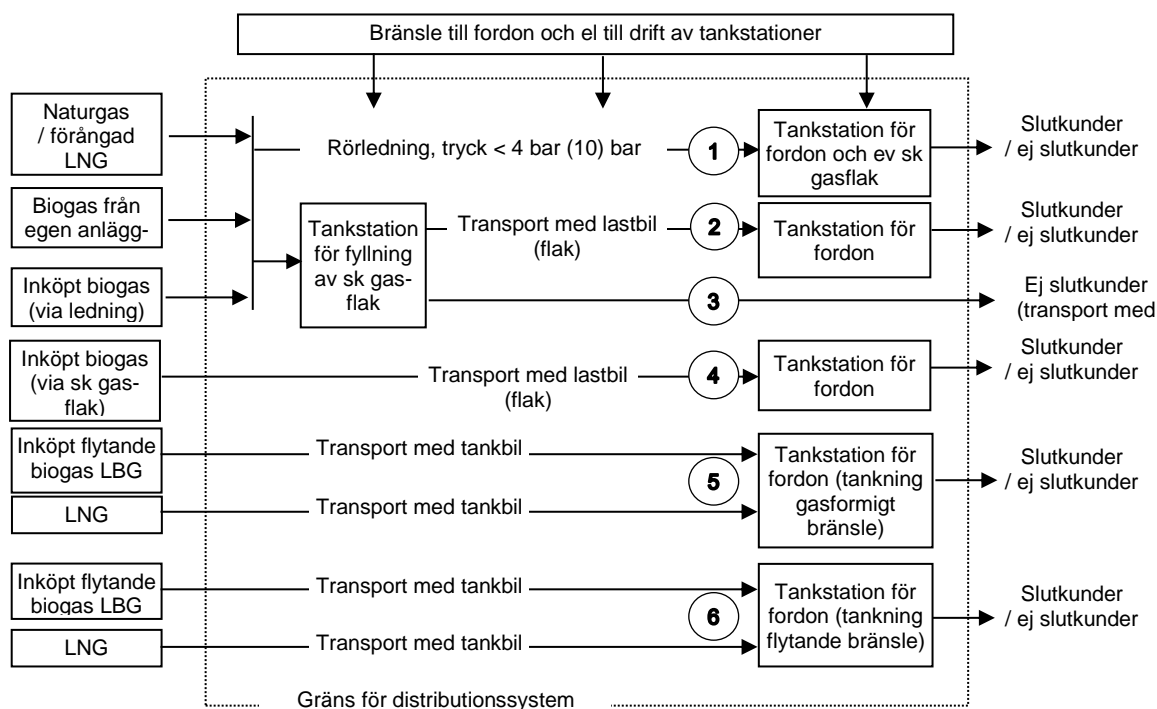 Bränsle till fordon och el till drift av tankstationer
Naturgas
/ förångad
LNG
Rörledning, tryck < 4 bar (10) bar
1
Tankstation för
fordon och ev sk
gasflak
Slutkunder
/ ej slutkunder
Biogas från
egen anlägg-
Tankstation
för fyllning
av sk gas-
flak
Transport med lastbil
(flak)
2
Tankstation för
fordon
Slutkunder
/ ej slutkunder
Inköpt biogas
(via ledning)
3
Ej slutkunder
(transport med
Inköpt biogas
(via sk gas-
flak)
Transport med lastbil
(flak)
4
Tankstation för
fordon
Slutkunder
/ ej slutkunder
Inköpt flytande
biogas LBG
Transport med tankbil
LNG
Transport med tankbil
5
Tankstation för
fordon (tankning
gasformigt
bränsle)
Slutkunder
/ ej slutkunder
Inköpt flytande
biogas LBG
Transport med tankbil
LNG
Transport med tankbil
6
Tankstation för
fordon (tankning
flytande bränsle)
Slutkunder
/ ej slutkunder
Gräns för distributionssystem